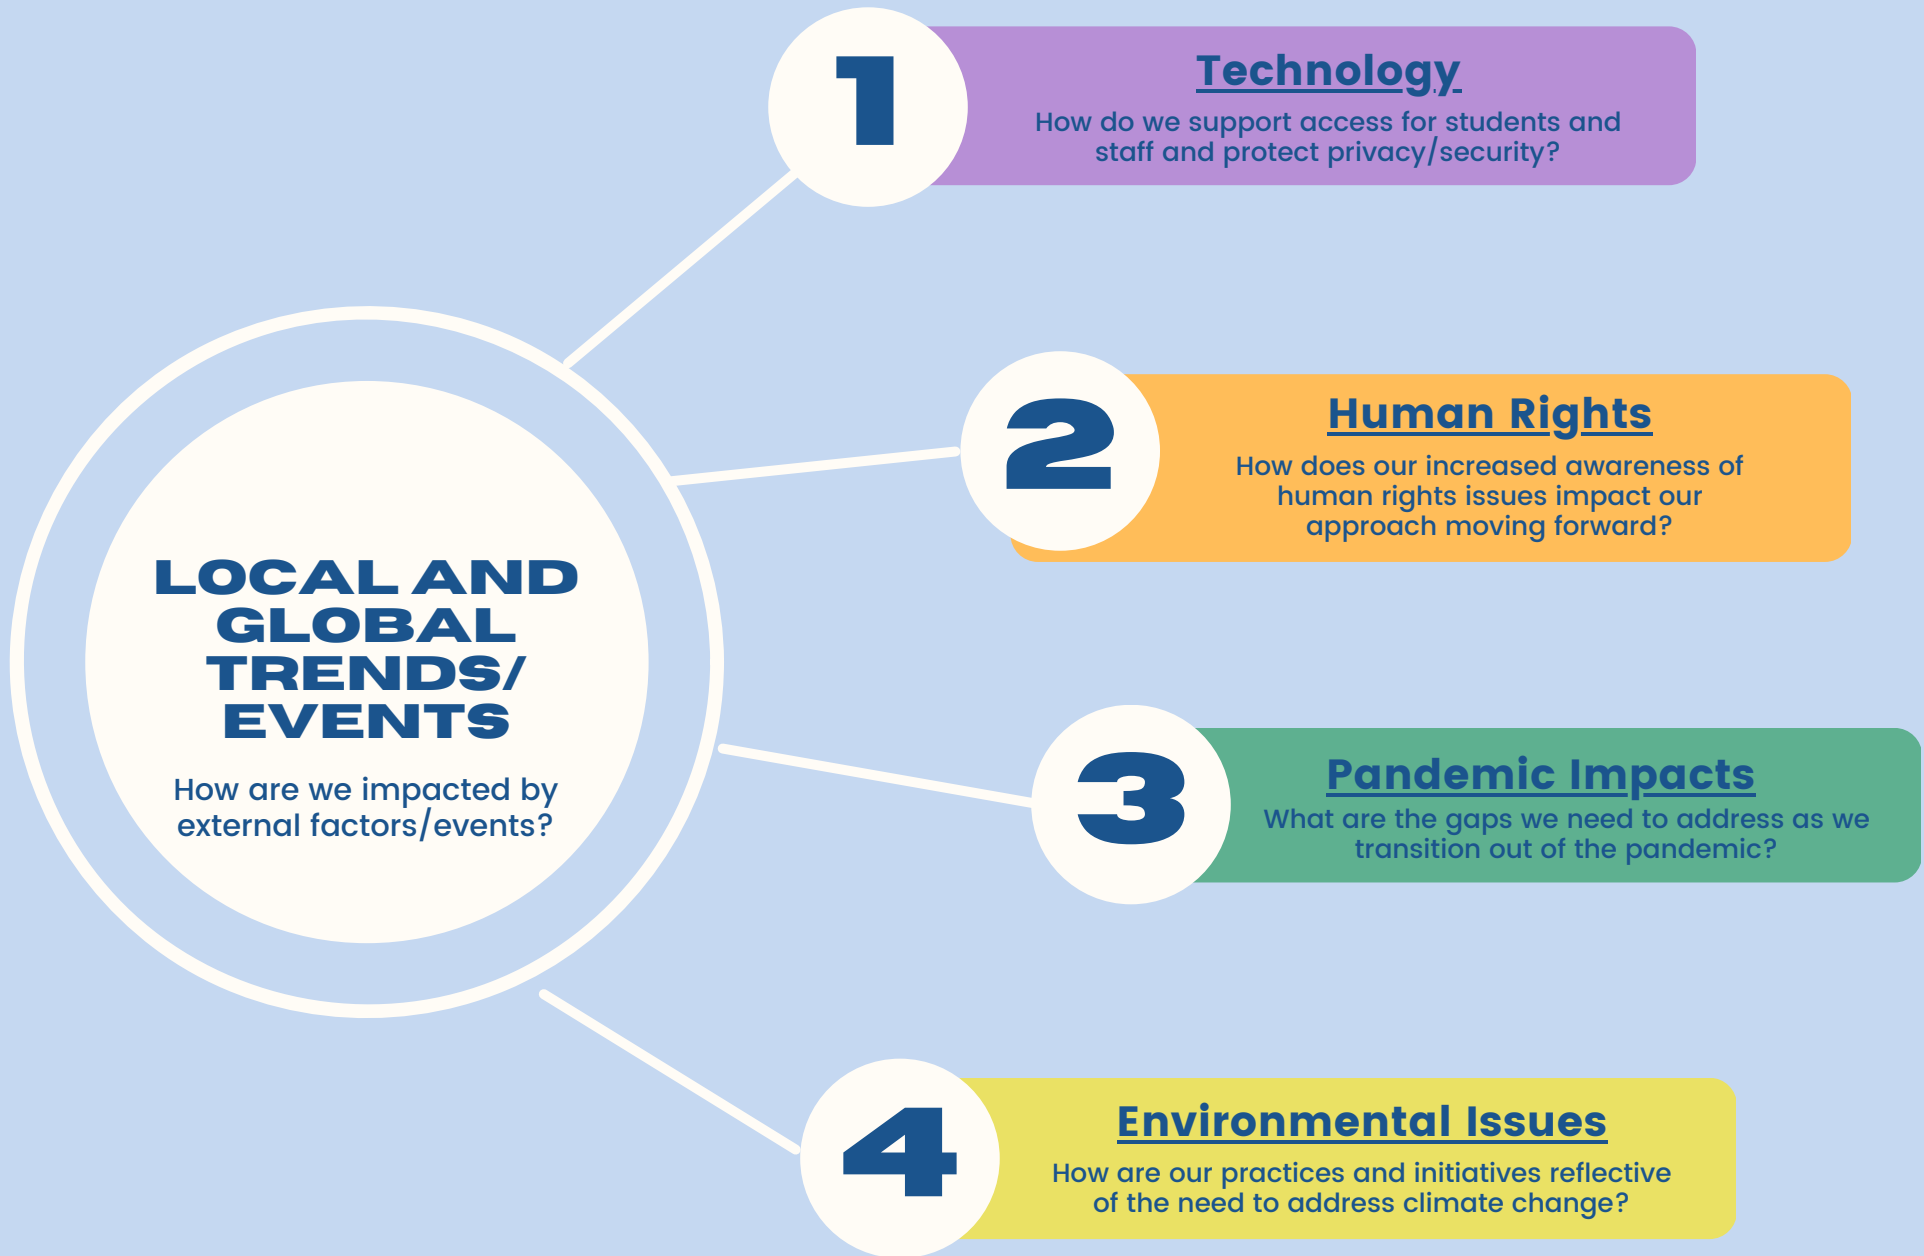 LOCAL AND
GLOBAL
TRENDS/
EVENTS
How are we impacted by
external factors/events?
1
Technology
How do we support access for students and
staff and protect privacy/security?
2
Human Rights
How does our increased awareness of
human rights issues impact our
approach moving forward?
3
Pandemic Impacts
What are the gaps we need to address as we
transition out of the pandemic?
4
Environmental Issues
How are our practices and initiatives reflective
of the need to address climate change?